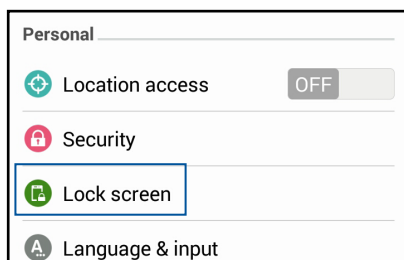 Personal
Location access OFF
Security
Lock screen
A
Language & input